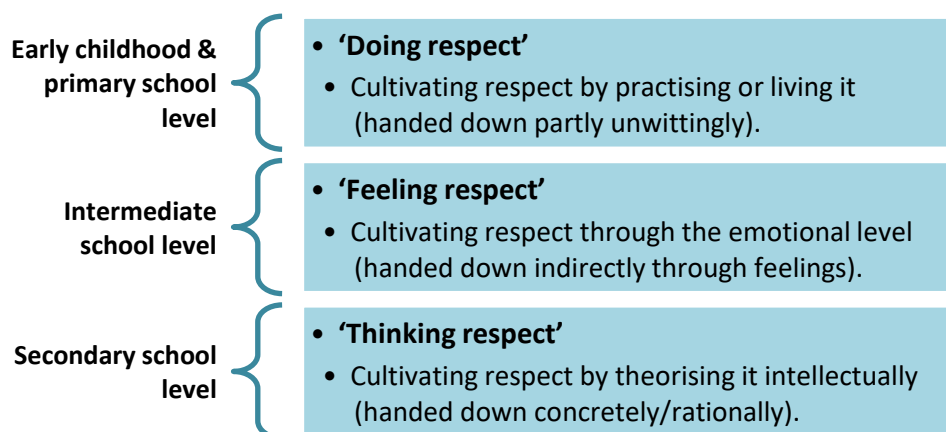 Early childhood &
primary school
level
• ‘Doing respect’
• Cultivating respect by practising or living it
(handed down partly unwittingly).
Intermediate
school level
• ‘Feeling respect’
• Cultivating respect through the emotional level
(handed down indirectly through feelings).
Secondary school
level
• ‘Thinking respect’
• Cultivating respect by theorising it intellectually
(handed down concretely/rationally).